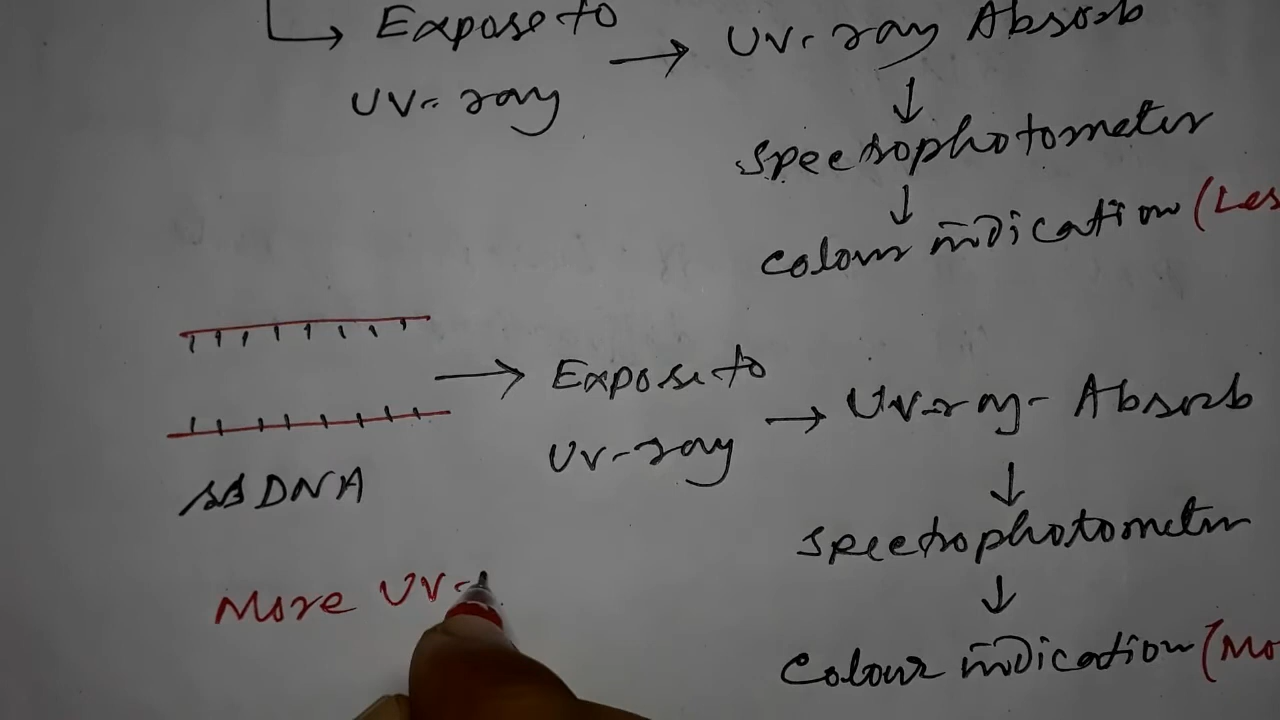 Expose to
UV-ray
UV-ray Absorb
Spectrophotometer
Colour indication (Les
Expose to
UV-ray
UV-ray- Absorb
ssDNA
Spectrophotometer
More UV-
Colour indication (Mo